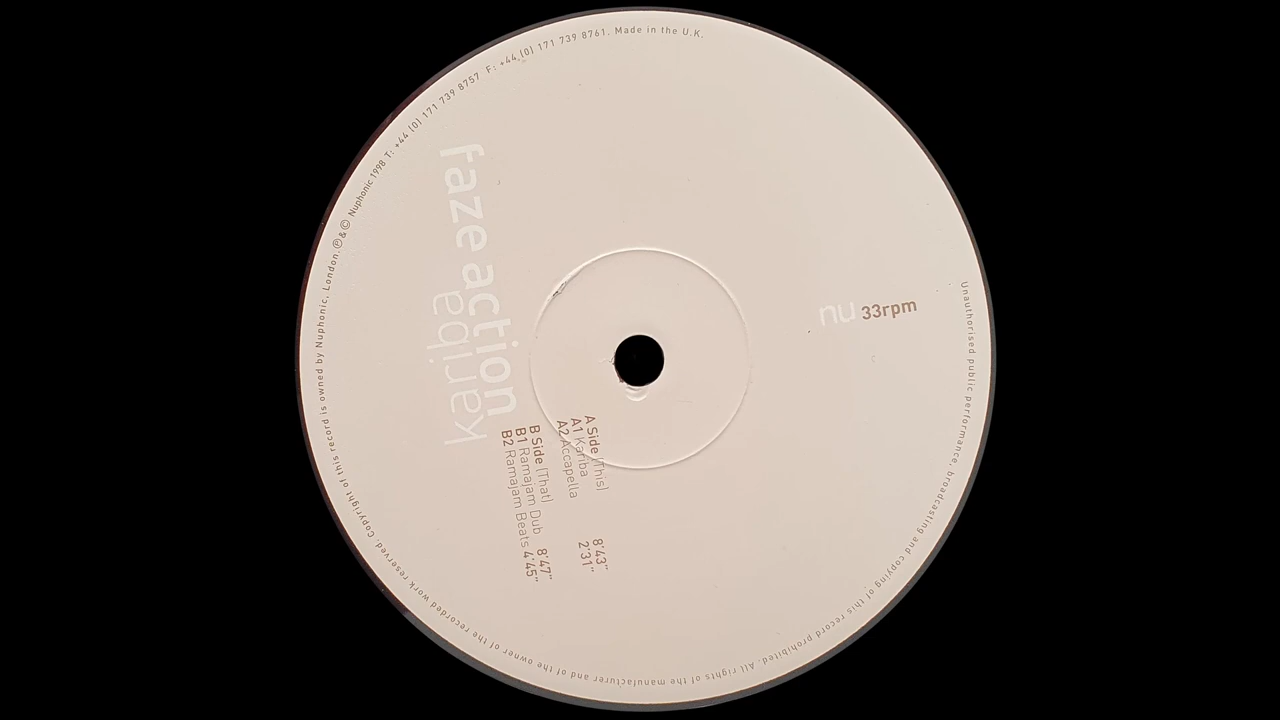 faze action
kariba
A Side (This)
A1 Kariba 8'43"
A2 Accapella 2'31"
B Side (That)
B1 Ramajam Dub 8'47"
B2 Ramajam Beats 4'45"
nu 33rpm
Unauthorised public performance, broadcasting and copying of this record prohibited. All rights of the manufacturer and of the owner of the recorded work reserved. Copyright of this record is owned by Nuphonic, London. ℗ & © Nuphonic 1998 T: +44 (0) 171 739 8757 F: +44 (0) 171 739 8761. Made in the U.K.